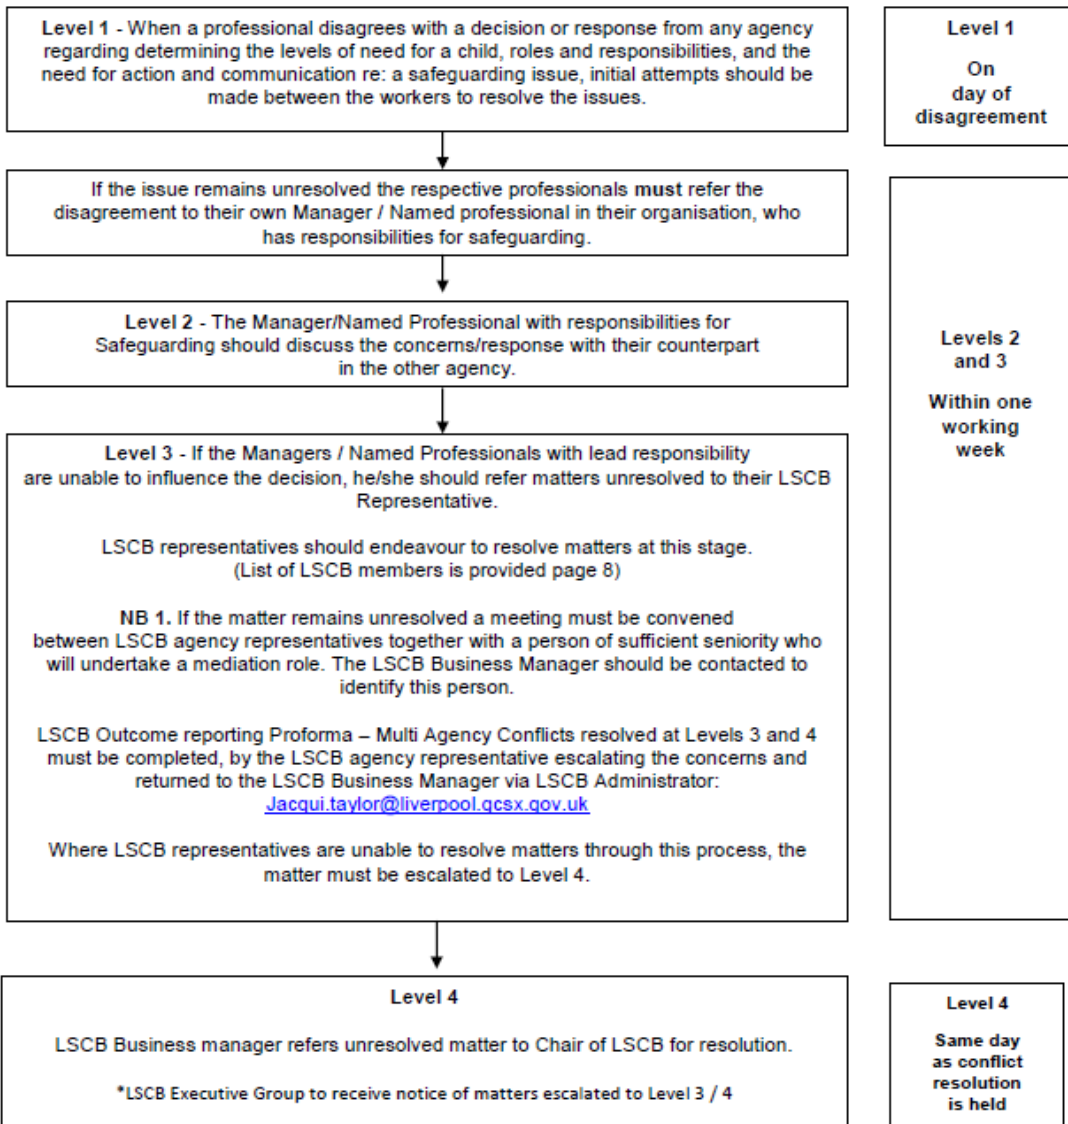 Level 1 - When a professional disagrees with a decision or response from any agency
regarding determining the levels of need for a child, roles and responsibilities, and the
need for action and communication re: a safeguarding issue, initial attempts should be
made between the workers to resolve the issues.
Level 1
On
day of
disagreement
If the issue remains unresolved the respective professionals must refer the
disagreement to their own Manager / Named professional in their organisation, who
has responsibilities for safeguarding.
Level 2 - The Manager/Named Professional with responsibilities for
Safeguarding should discuss the concerns/response with their counterpart
in the other agency.
Levels 2
and 3
Within one
working
week
Level 3 - If the Managers / Named Professionals with lead responsibility
are unable to influence the decision, he/she should refer matters unresolved to their LSCB
Representative.
LSCB representatives should endeavour to resolve matters at this stage.
(List of LSCB members is provided page 8)
NB 1. If the matter remains unresolved a meeting must be convened
between LSCB agency representatives together with a person of sufficient seniority who
will undertake a mediation role. The LSCB Business Manager should be contacted to
identify this person.
LSCB Outcome reporting Proforma – Multi Agency Conflicts resolved at Levels 3 and 4
must be completed, by the LSCB agency representative escalating the concerns and
returned to the LSCB Business Manager via LSCB Administrator:
Jacqui.taylor@liverpool.gcsx.gov.uk
Where LSCB representatives are unable to resolve matters through this process, the
matter must be escalated to Level 4.
Level 4
LSCB Business manager refers unresolved matter to Chair of LSCB for resolution.
*LSCB Executive Group to receive notice of matters escalated to Level 3 / 4
Level 4
Same day
as conflict
resolution
is held